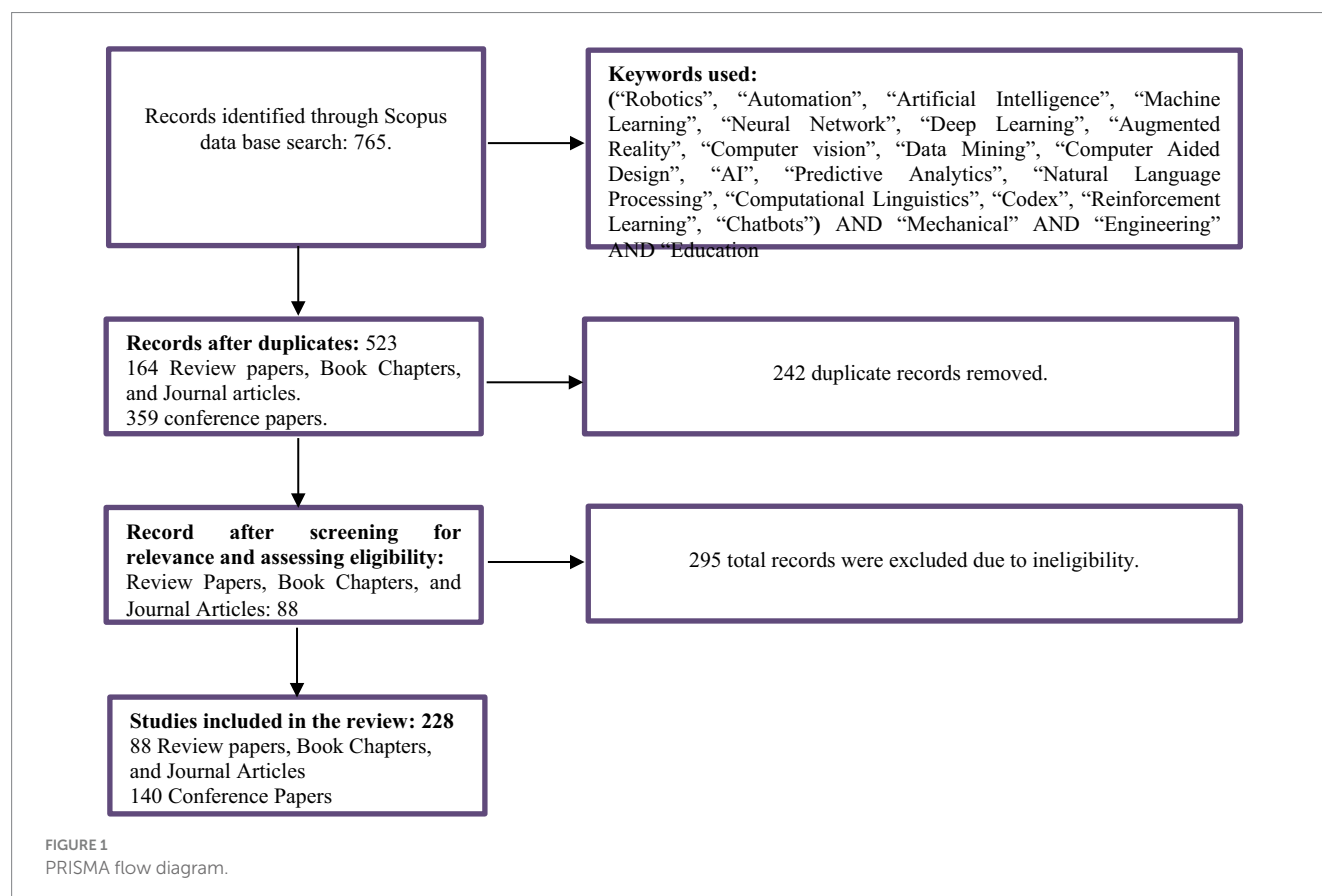 Records identified through Scopus
data base search: 765.
Keywords used:
(“Robotics”, “Automation”, “Artificial Intelligence”, “Machine
Learning”, “Neural Network”, “Deep Learning”, “Augmented
Reality”, “Computer vision”, “Data Mining”, “Computer Aided
Design”, “AI”, “Predictive Analytics”, “Natural Language
Processing”, “Computational Linguistics”, “Codex”, “Reinforcement
Learning”, “Chatbots”) AND “Mechanical” AND “Engineering”
AND “Education
Records after duplicates: 523
164 Review papers, Book Chapters,
and Journal articles.
359 conference papers.
242 duplicate records removed.
Record after screening for
relevance and assessing eligibility:
Review Papers, Book Chapters, and
Journal Articles: 88
295 total records were excluded due to ineligibility.
Studies included in the review: 228
88 Review papers, Book Chapters,
and Journal Articles
140 Conference Papers
FIGURE 1
PRISMA flow diagram.